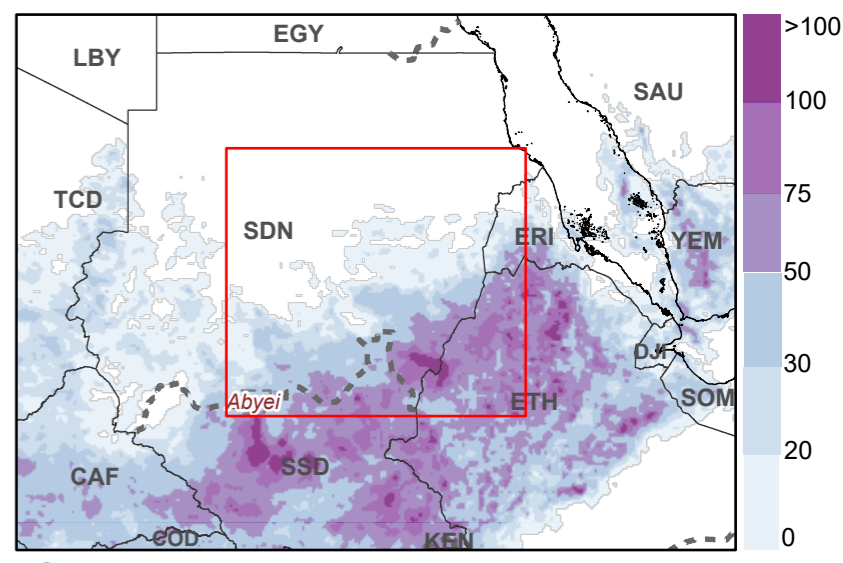 EGY
LBY
SAU
TCD
SDN
ERI
YEM
DJI
Abyei
ETH
SOM
CAF
SSD
COD
KEN
>100
100
75
50
30
20
0